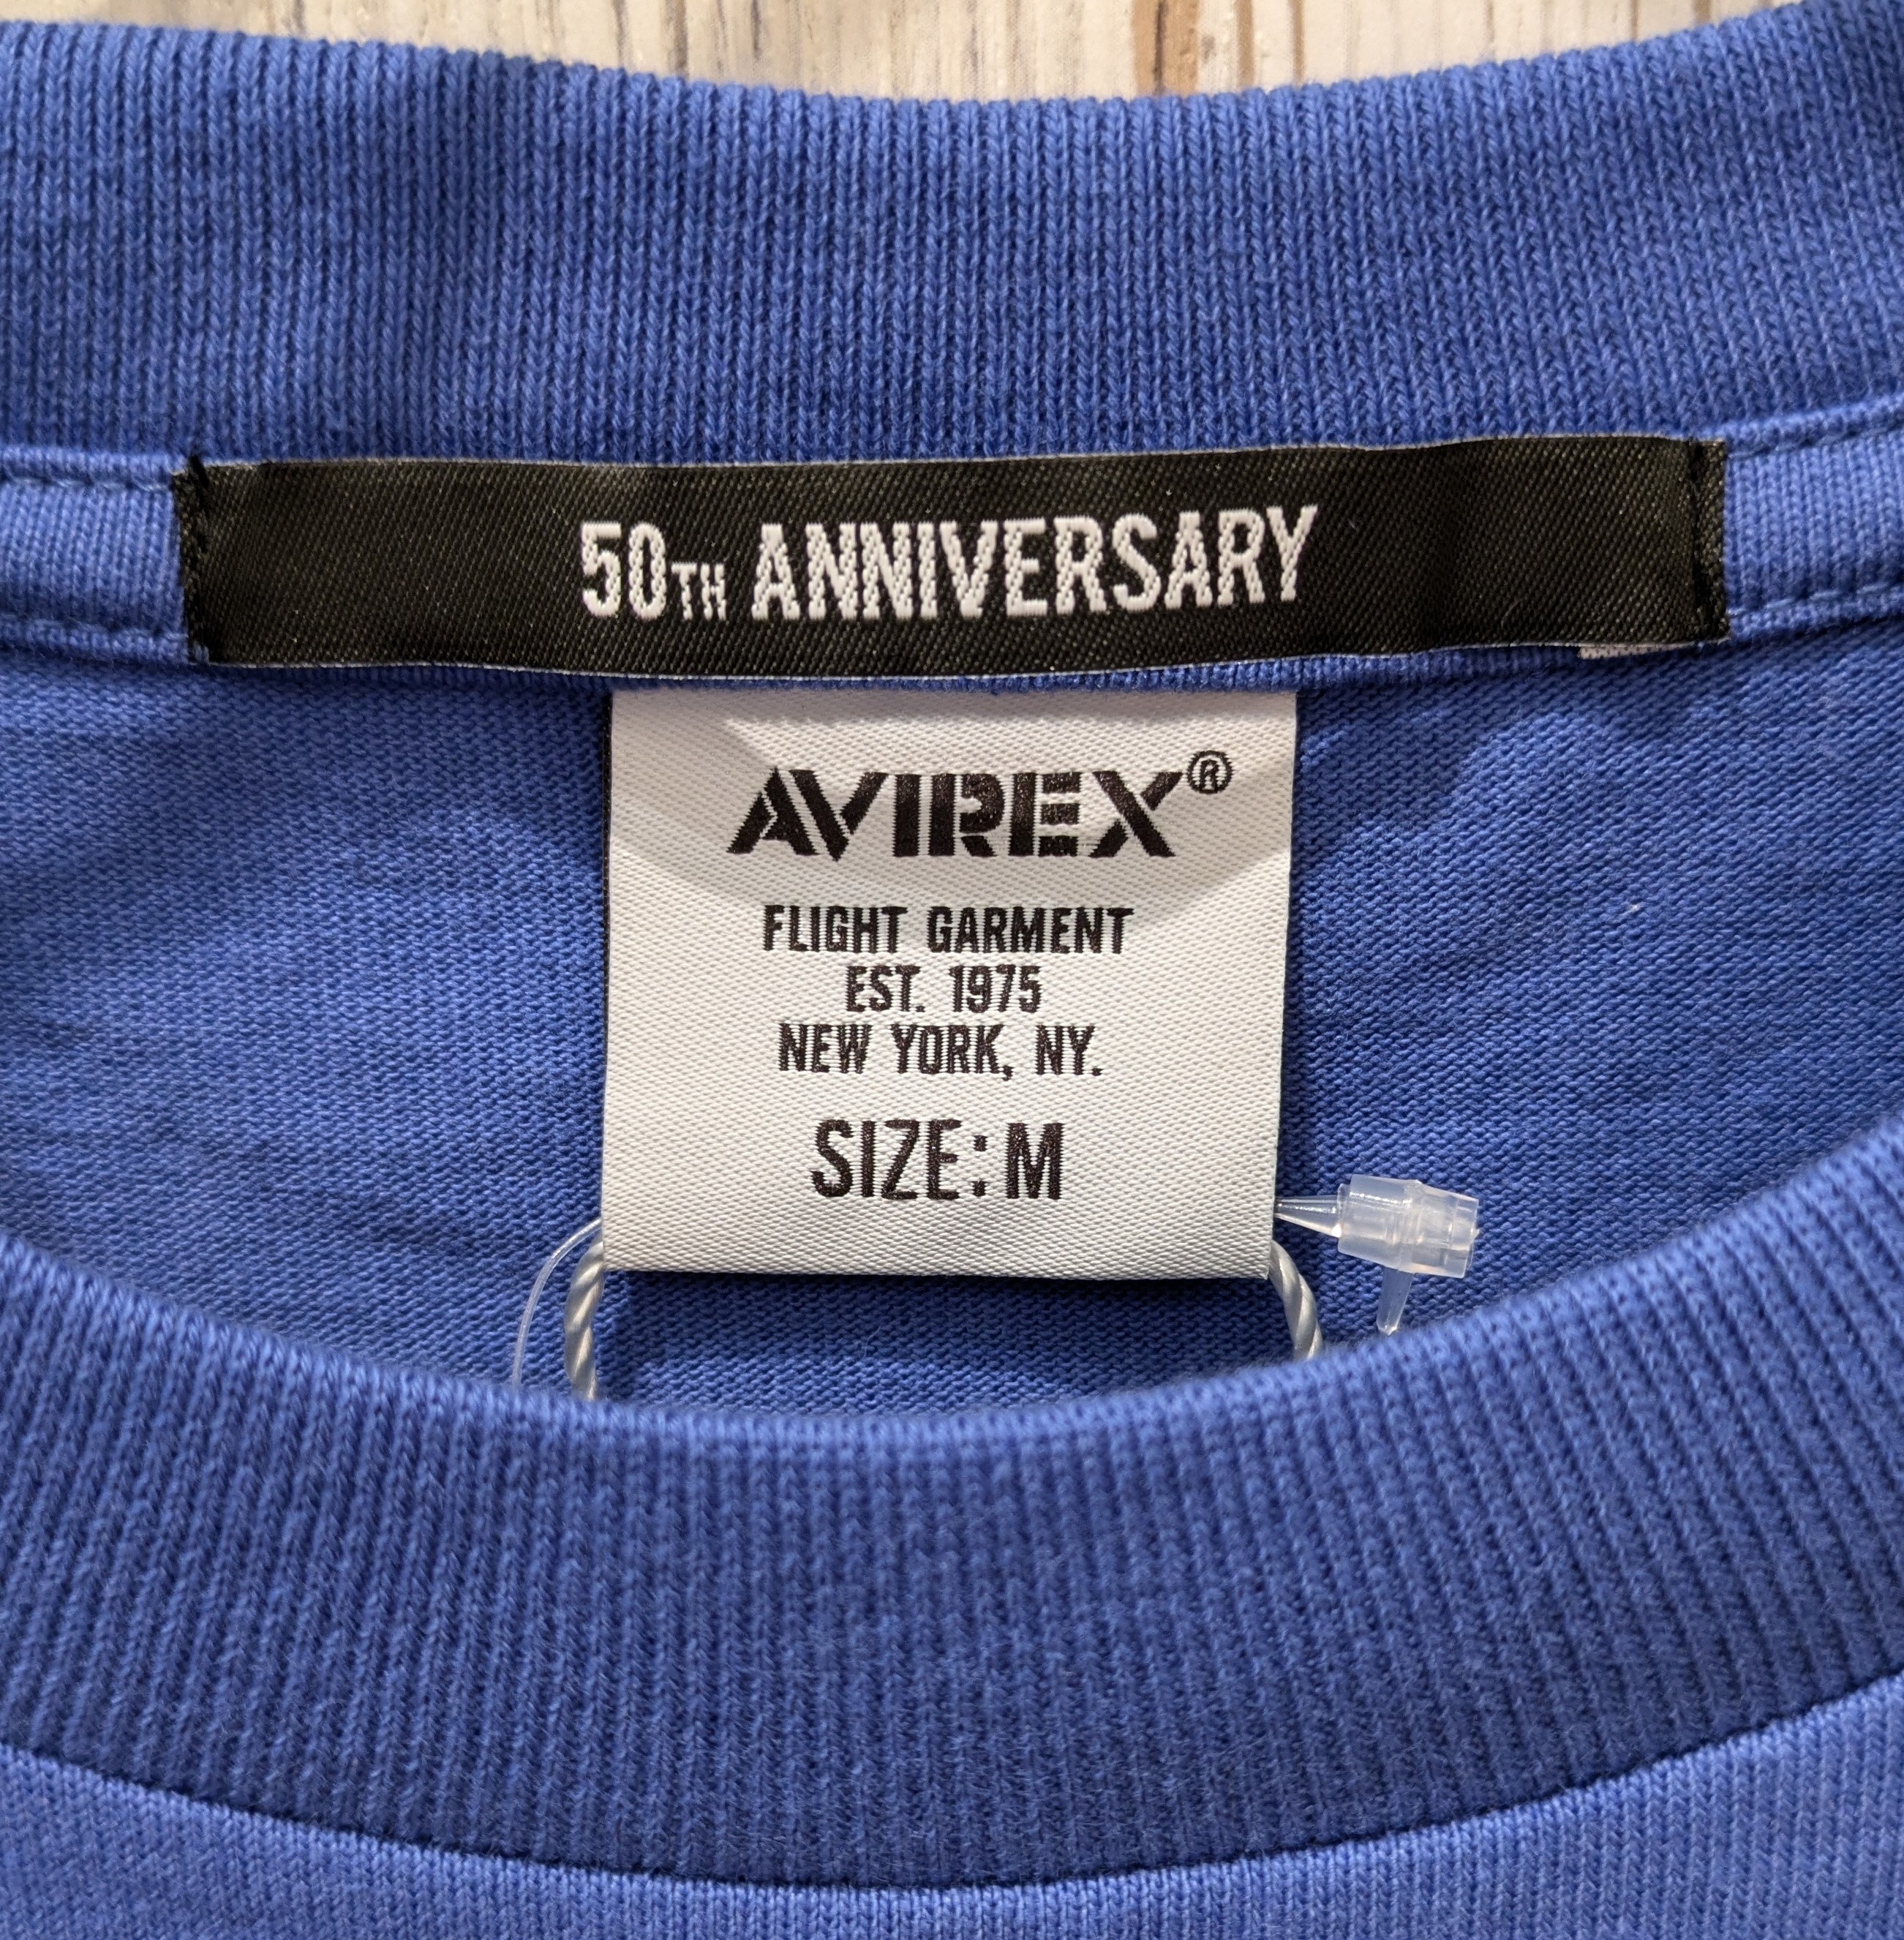 50TH ANNIVERSARY
AVIREX®
FLIGHT GARMENT
EST. 1975
NEW YORK, NY.
SIZE: M